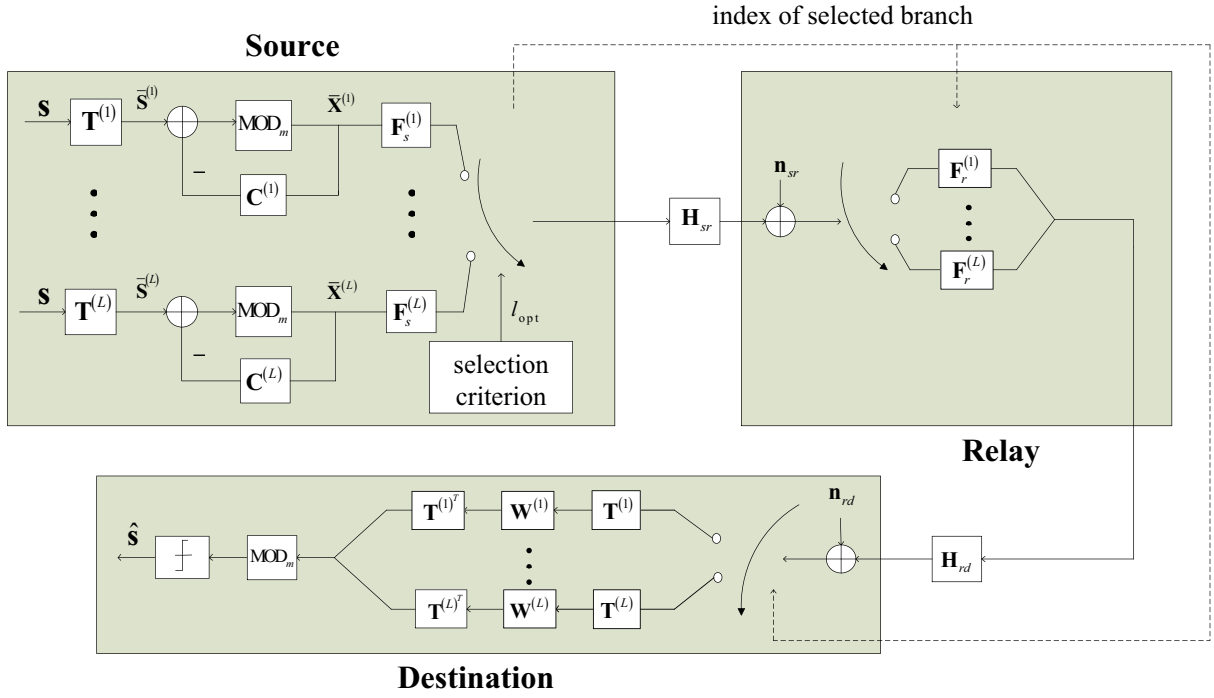 index of selected branch
Source
s
T^(1)
s̄^(1)
MOD_m
x̄^(1)
F_s^(1)
−
C^(1)
s
T^(L)
s̄^(L)
MOD_m
x̄^(L)
F_s^(L)
−
C^(L)
l_opt
selection
criterion
H_sr
n_sr
F_r^(1)
F_r^(L)
Relay
ŝ
MOD_m
T^(1)^T
W^(1)
T^(1)
T^(L)^T
W^(L)
T^(L)
n_rd
H_rd
Destination